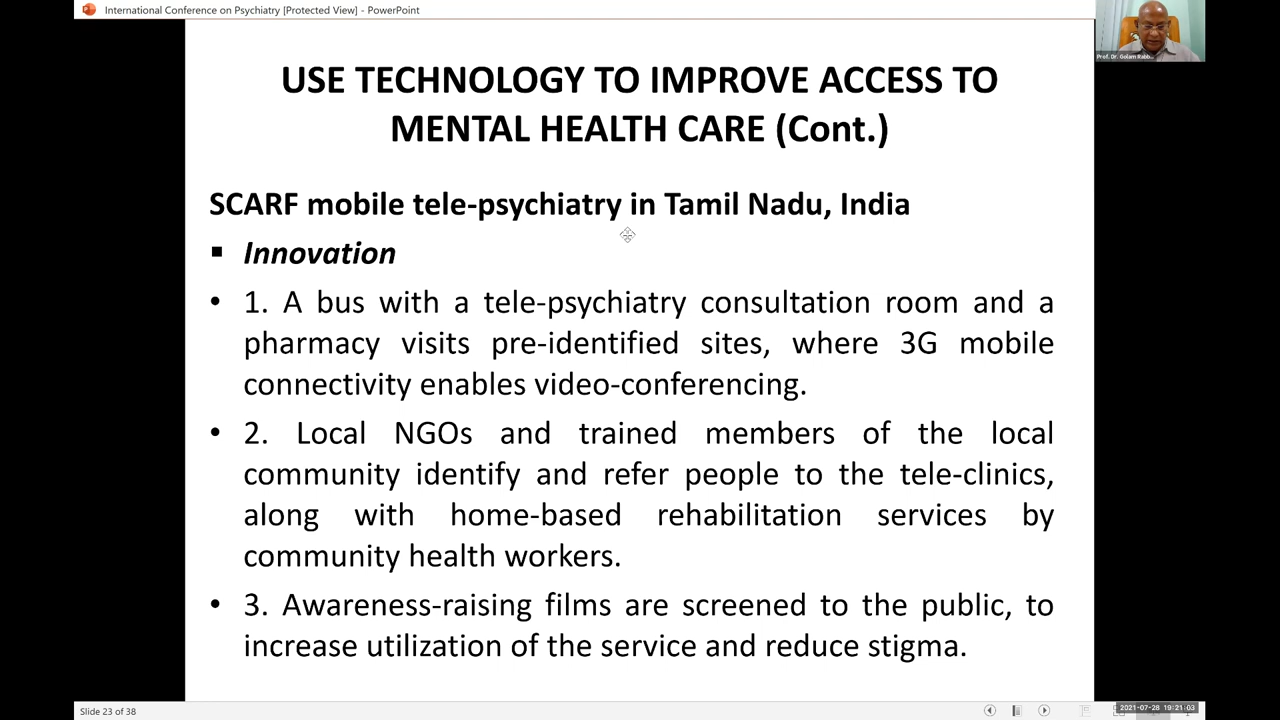 International Conference on Psychiatry [Protected View] - PowerPoint
Prof. Dr. Golam Rabb...
USE TECHNOLOGY TO IMPROVE ACCESS TO
MENTAL HEALTH CARE (Cont.)
SCARF mobile tele-psychiatry in Tamil Nadu, India
▪ Innovation
• 1. A bus with a tele-psychiatry consultation room and a
pharmacy visits pre-identified sites, where 3G mobile
connectivity enables video-conferencing.
• 2. Local NGOs and trained members of the local
community identify and refer people to the tele-clinics,
along with home-based rehabilitation services by
community health workers.
• 3. Awareness-raising films are screened to the public, to
increase utilization of the service and reduce stigma.
Slide 23 of 38
2021-07-28 19:21:03